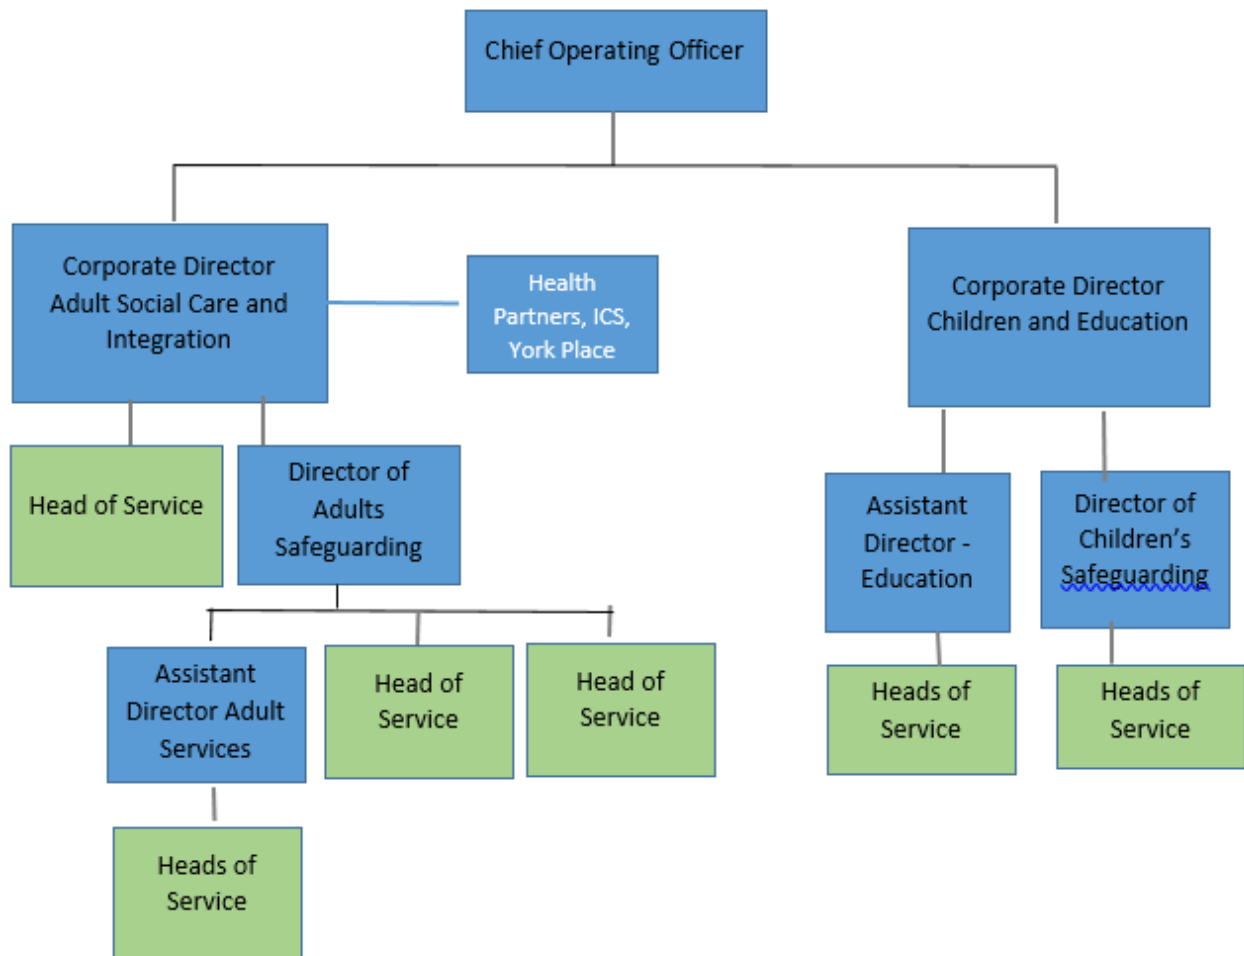 Chief Operating Officer
Corporate Director
Adult Social Care and
Integration
Health
Partners, ICS,
York Place
Corporate Director
Children and Education
Head of Service
Director of
Adults
Safeguarding
Assistant
Director -
Education
Director of
Children’s
Safeguarding
Assistant
Director Adult
Services
Head of
Service
Head of
Service
Heads of
Service
Heads of
Service
Heads of
Service